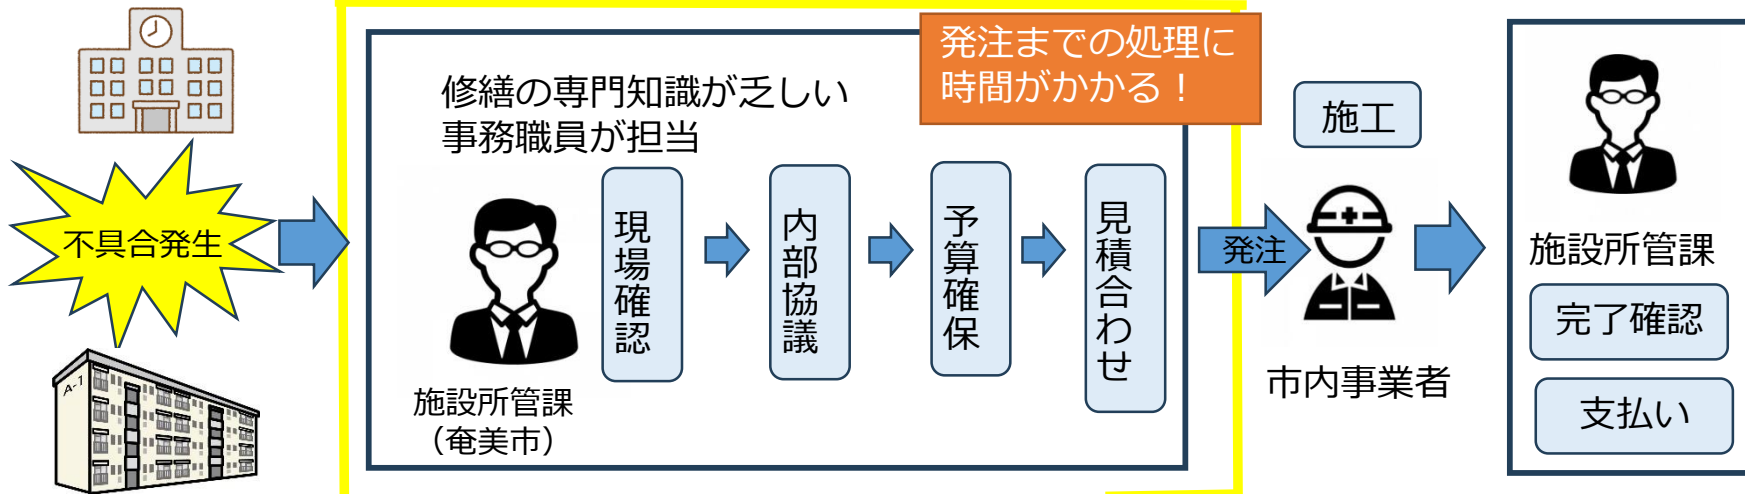 発注までの処理に
時間がかかる！
修繕の専門知識が乏しい
事務職員が担当
不具合発生
A-1
施設所管課
（奄美市）
現場確認
内部協議
予算確保
見積合わせ
発注
施工
市内事業者
施設所管課
完了確認
支払い